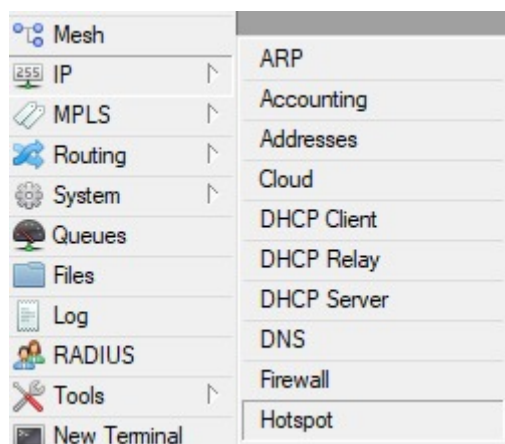 Mesh
255 IP
MPLS
Routing
System
Queues
Files
Log
RADIUS
Tools
New Terminal
ARP
Accounting
Addresses
Cloud
DHCP Client
DHCP Relay
DHCP Server
DNS
Firewall
Hotspot